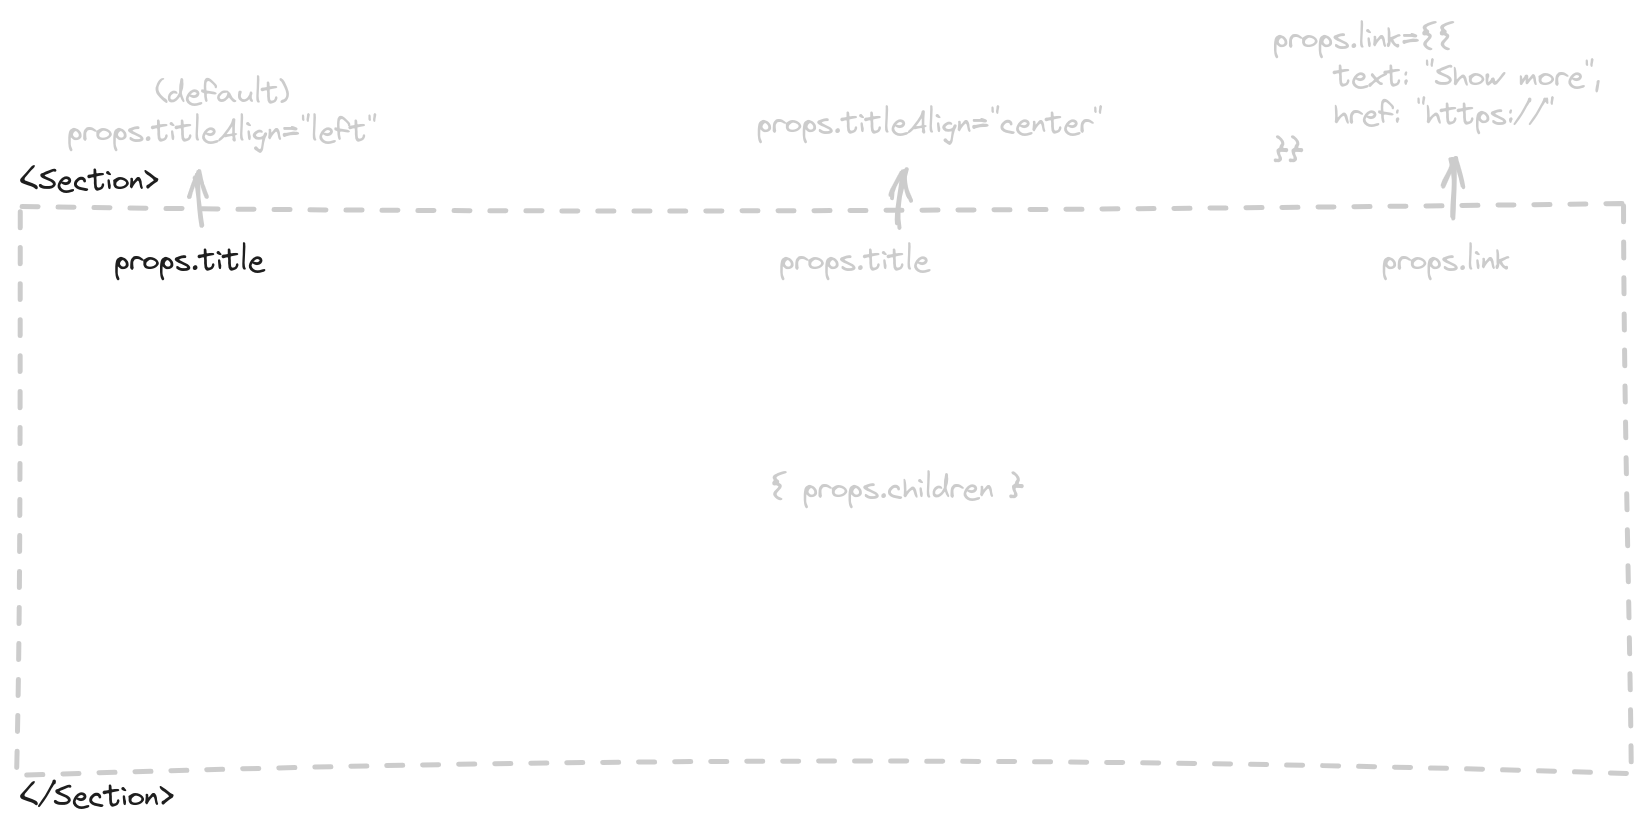 (default)
props.titleAlign="left"
props.titleAlign="center"
props.link={{
text: "Show more",
href: "https://"
}}
<Section>
props.title
props.title
props.link
{ props.children }
</Section>